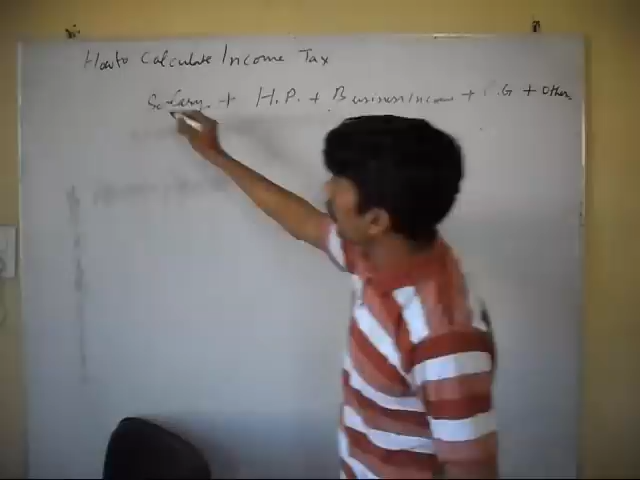 How to Calculate Income Tax
Salary + H.P. + Business Income + C.G + Other